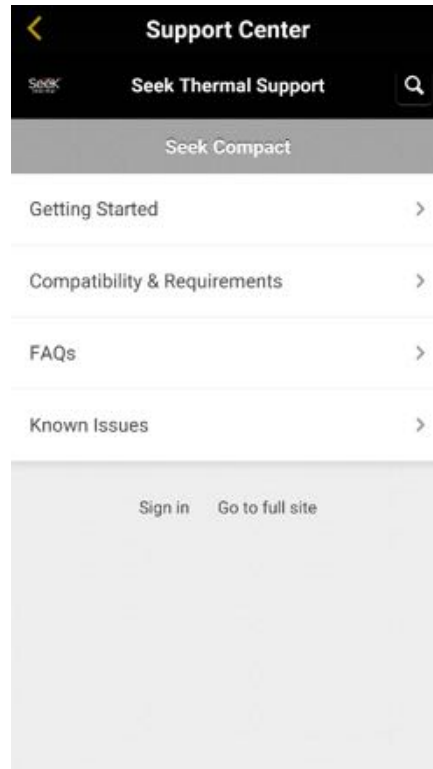 Support Center
Seek
Seek Thermal Support
Seek Compact
Getting Started
Compatibility & Requirements
FAQs
Known Issues
Sign in Go to full site